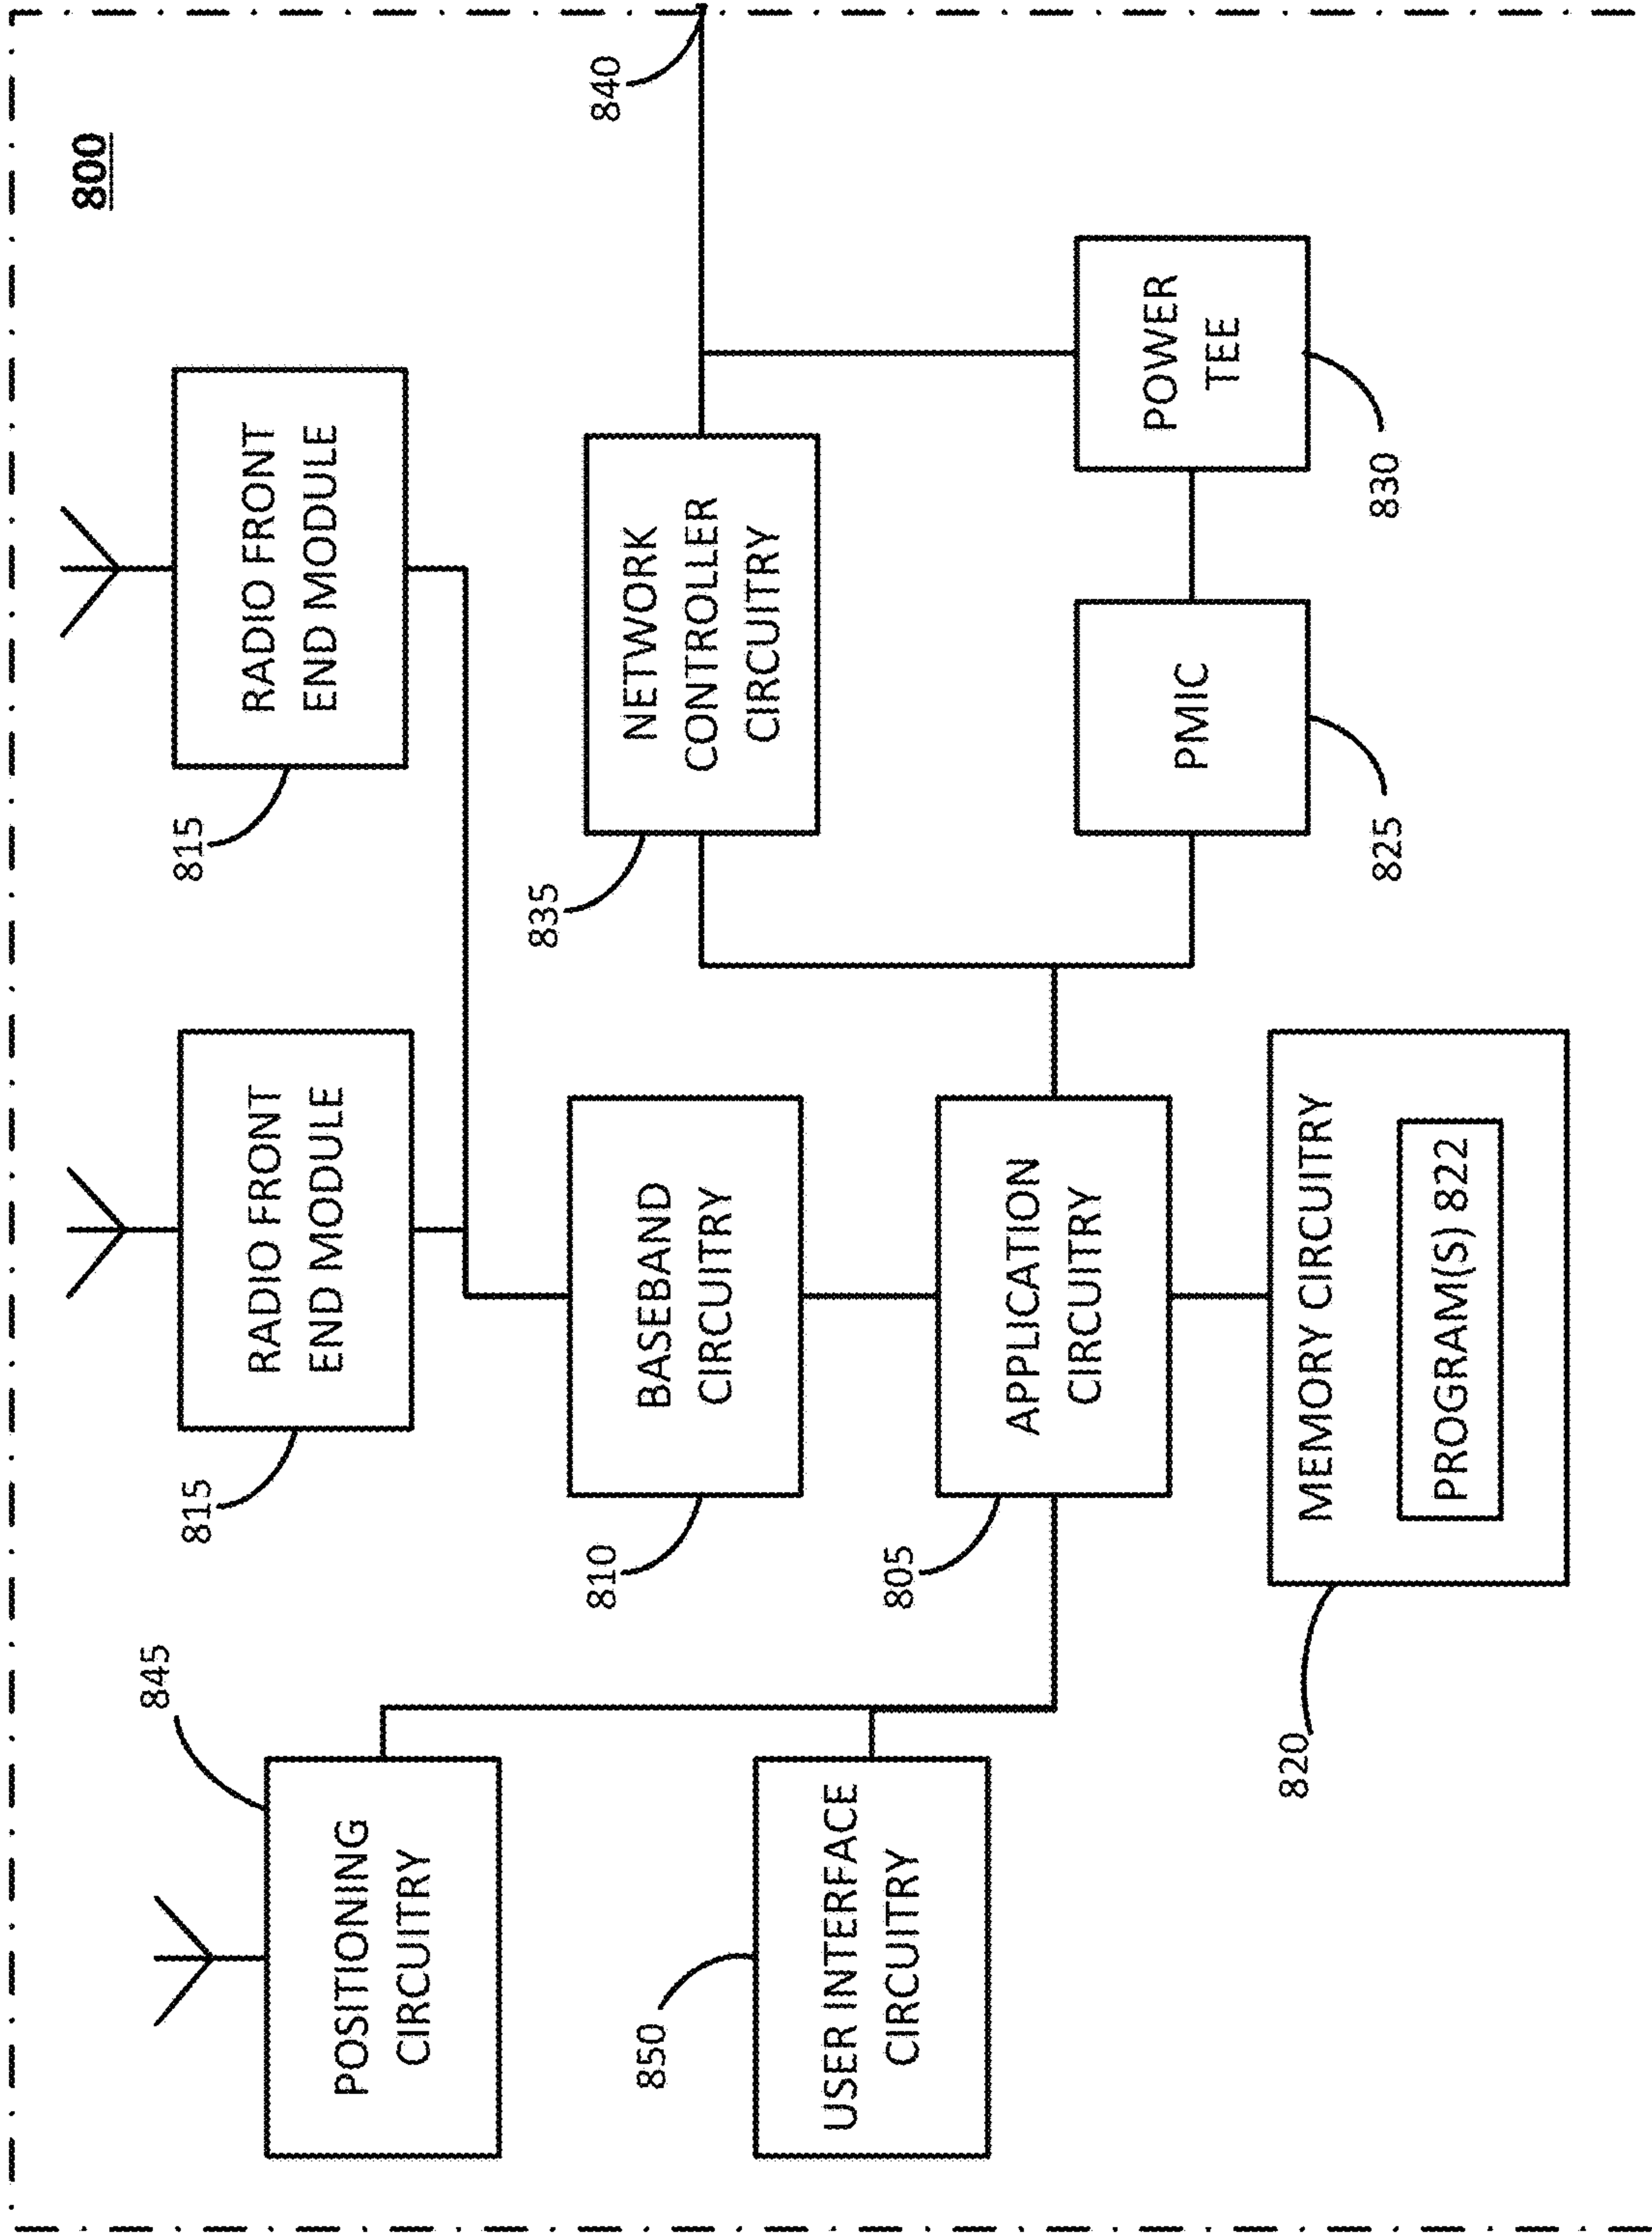 800
815
RADIO FRONT
END MODULE
815
RADIO FRONT
END MODULE
845
POSITIONING
CIRCUITRY
810
BASEBAND
CIRCUITRY
835
NETWORK
CONTROLLER
CIRCUITRY
840
850
USER INTERFACE
CIRCUITRY
805
APPLICATION
CIRCUITRY
PMIC
825
POWER
TEE
830
820
MEMORY CIRCUITRY
PROGRAM(S) 822